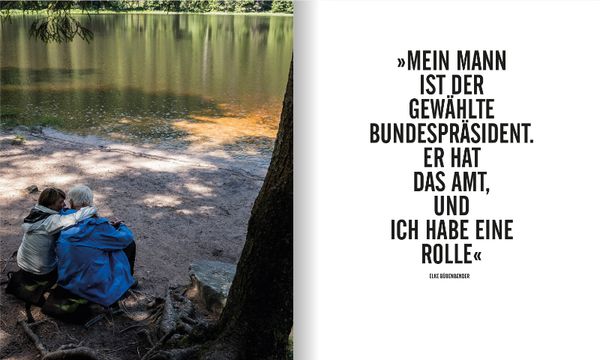 »MEIN MANN
IST DER
GEWÄHLTE
BUNDESPRÄSIDENT.
ER HAT
DAS AMT,
UND
ICH HABE EINE
ROLLE«
ELKE BÜDENBENDER